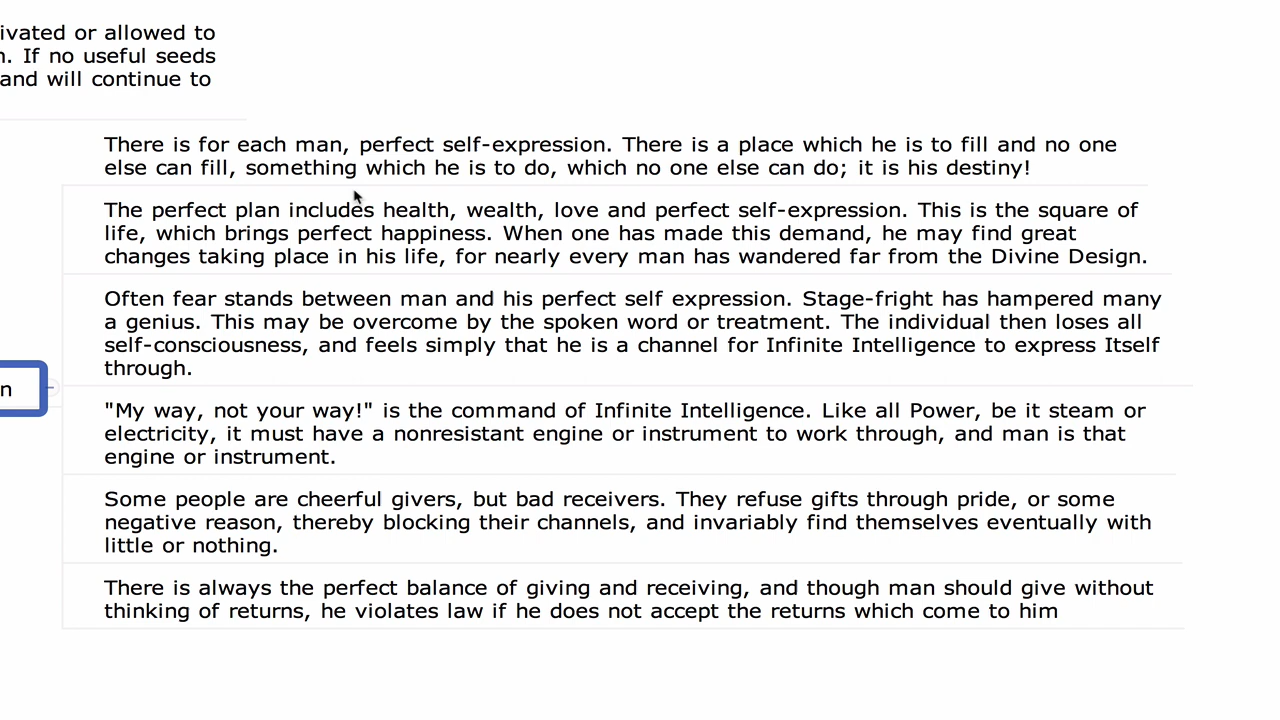 ivated or allowed to
. If no useful seeds
and will continue to
There is for each man, perfect self-expression. There is a place which he is to fill and no one
else can fill, something which he is to do, which no one else can do; it is his destiny!
The perfect plan includes health, wealth, love and perfect self-expression. This is the square of
life, which brings perfect happiness. When one has made this demand, he may find great
changes taking place in his life, for nearly every man has wandered far from the Divine Design.
Often fear stands between man and his perfect self expression. Stage-fright has hampered many
a genius. This may be overcome by the spoken word or treatment. The individual then loses all
self-consciousness, and feels simply that he is a channel for Infinite Intelligence to express Itself
through.
n
"My way, not your way!" is the command of Infinite Intelligence. Like all Power, be it steam or
electricity, it must have a nonresistant engine or instrument to work through, and man is that
engine or instrument.
Some people are cheerful givers, but bad receivers. They refuse gifts through pride, or some
negative reason, thereby blocking their channels, and invariably find themselves eventually with
little or nothing.
There is always the perfect balance of giving and receiving, and though man should give without
thinking of returns, he violates law if he does not accept the returns which come to him